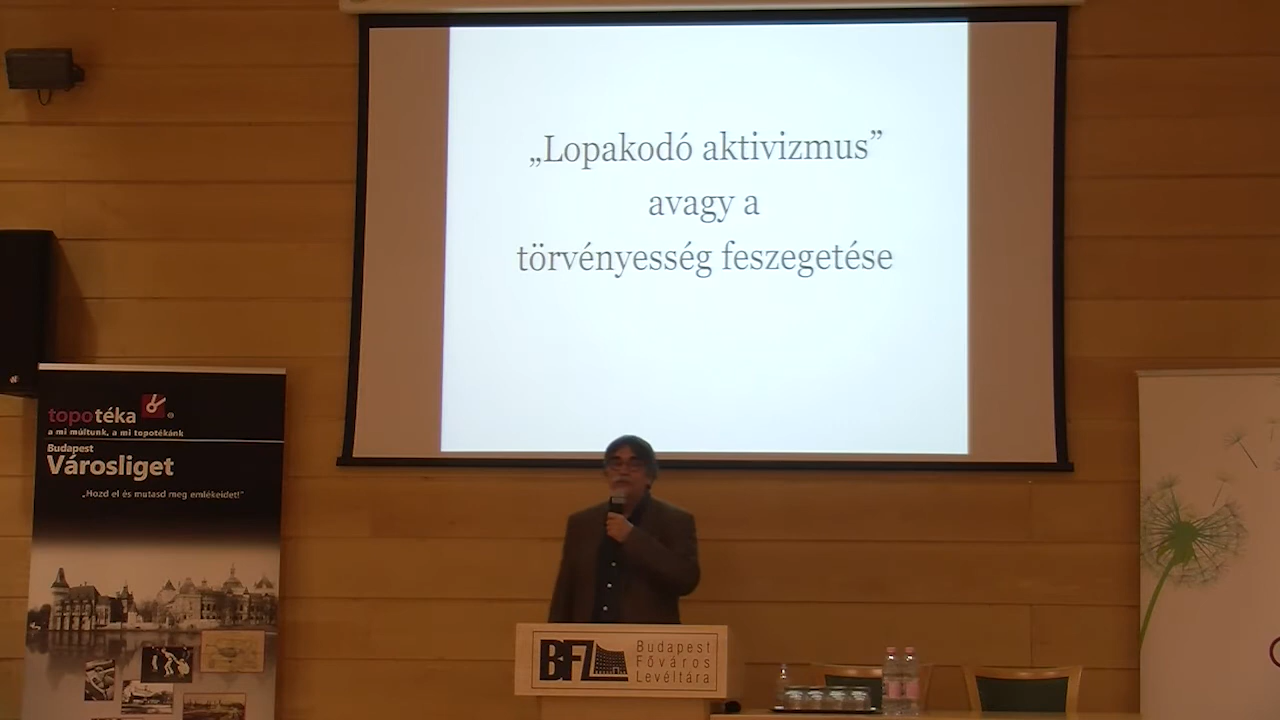 „Lopakodó aktivizmus”
avagy a
törvényesség feszegetése
topotéka
a mi múltunk, a mi topotékánk
Budapest
Városliget
„Hozd el és mutasd meg emlékeidet!”
BFL
Budapest
Főváros
Levéltára